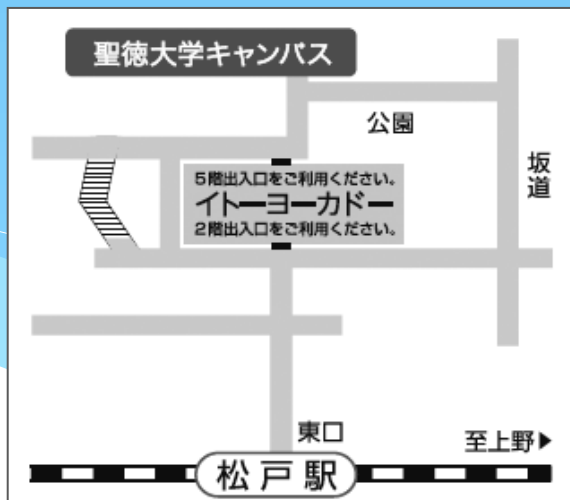 聖徳大学キャンパス
公園
坂道
5階出入口をご利用ください。
イトーヨーカドー
2階出入口をご利用ください。
東口
至上野▶
松戸駅